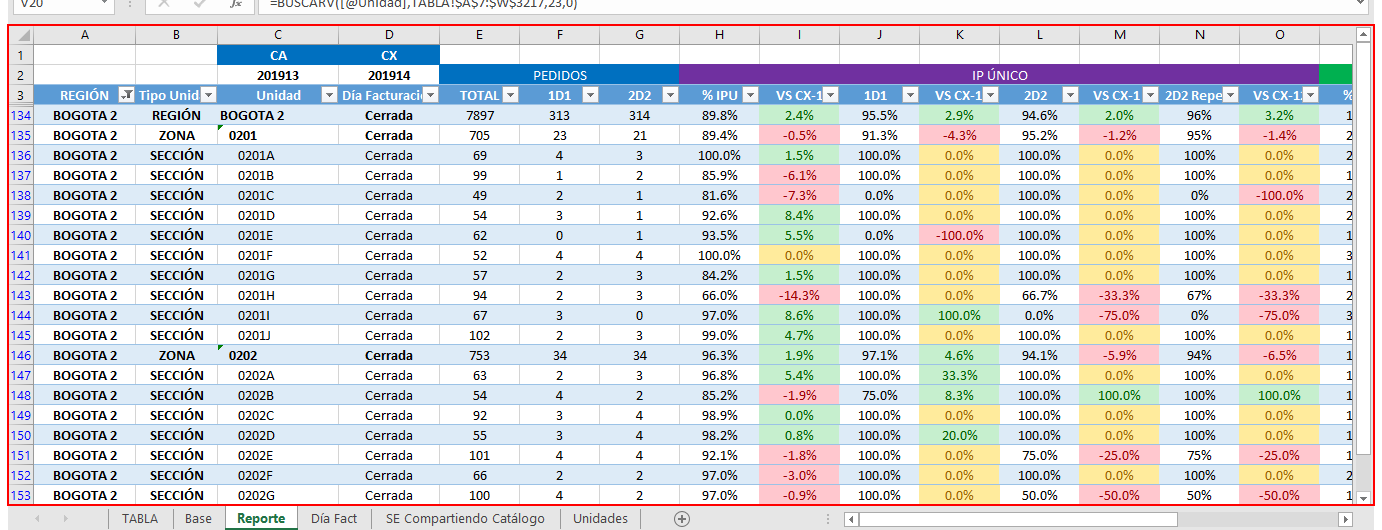 V20 fx =BUSCARV([@Unidad],TABLA!$A$7:$W$3217,23,0)
A B C D E F G H I J K L M N O
1 CA CX
2 201913 201914 PEDIDOS IP ÚNICO
3 REGIÓN Tipo Unid Unidad Día Facturació TOTAL 1D1 2D2 % IPU VS CX-1 1D1 VS CX-1 2D2 VS CX-1 2D2 Repe VS CX-1 %
134 BOGOTA 2 REGIÓN BOGOTA 2 Cerrada 7897 313 314 89.8% 2.4% 95.5% 2.9% 94.6% 2.0% 96% 3.2% 1
135 BOGOTA 2 ZONA 0201 Cerrada 705 23 21 89.4% -0.5% 91.3% -4.3% 95.2% -1.2% 95% -1.4% 2
136 BOGOTA 2 SECCIÓN 0201A Cerrada 69 4 3 100.0% 1.5% 100.0% 0.0% 100.0% 0.0% 100% 0.0% 2
137 BOGOTA 2 SECCIÓN 0201B Cerrada 99 1 2 85.9% -6.1% 100.0% 0.0% 100.0% 0.0% 100% 0.0% 1
138 BOGOTA 2 SECCIÓN 0201C Cerrada 49 2 1 81.6% -7.3% 0.0% 0.0% 100.0% 0.0% 0% -100.0% 2
139 BOGOTA 2 SECCIÓN 0201D Cerrada 54 3 1 92.6% 8.4% 100.0% 0.0% 100.0% 0.0% 100% 0.0% 2
140 BOGOTA 2 SECCIÓN 0201E Cerrada 62 0 1 93.5% 5.5% 0.0% -100.0% 100.0% 0.0% 100% 0.0% 1
141 BOGOTA 2 SECCIÓN 0201F Cerrada 52 4 4 100.0% 0.0% 100.0% 0.0% 100.0% 0.0% 100% 0.0% 3
142 BOGOTA 2 SECCIÓN 0201G Cerrada 57 2 3 84.2% 1.5% 100.0% 0.0% 100.0% 0.0% 100% 0.0% 1
143 BOGOTA 2 SECCIÓN 0201H Cerrada 94 2 3 66.0% -14.3% 100.0% 0.0% 66.7% -33.3% 67% -33.3% 2
144 BOGOTA 2 SECCIÓN 0201I Cerrada 67 3 0 97.0% 8.6% 100.0% 100.0% 0.0% -75.0% 0% -75.0% 3
145 BOGOTA 2 SECCIÓN 0201J Cerrada 102 2 3 99.0% 4.7% 100.0% 0.0% 100.0% 0.0% 100% 0.0% 1
146 BOGOTA 2 ZONA 0202 Cerrada 753 34 34 96.3% 1.9% 97.1% 4.6% 94.1% -5.9% 94% -6.5% 1
147 BOGOTA 2 SECCIÓN 0202A Cerrada 63 2 3 96.8% 5.4% 100.0% 33.3% 100.0% 0.0% 100% 0.0% 1
148 BOGOTA 2 SECCIÓN 0202B Cerrada 54 4 2 85.2% -1.9% 75.0% 8.3% 100.0% 100.0% 100% 100.0% 1
149 BOGOTA 2 SECCIÓN 0202C Cerrada 92 3 4 98.9% 0.0% 100.0% 0.0% 100.0% 0.0% 100% 0.0% 1
150 BOGOTA 2 SECCIÓN 0202D Cerrada 55 3 4 98.2% 0.8% 100.0% 20.0% 100.0% 0.0% 100% 0.0% 1
151 BOGOTA 2 SECCIÓN 0202E Cerrada 101 4 4 92.1% -1.8% 100.0% 0.0% 75.0% -25.0% 75% -25.0% 1
152 BOGOTA 2 SECCIÓN 0202F Cerrada 66 2 2 97.0% -3.0% 100.0% 0.0% 100.0% 0.0% 100% 0.0% 2
153 BOGOTA 2 SECCIÓN 0202G Cerrada 100 4 2 97.0% -0.9% 100.0% 0.0% 50.0% -50.0% 50% -50.0% 1
TABLA Base Reporte Día Fact SE Compartiendo Catálogo Unidades